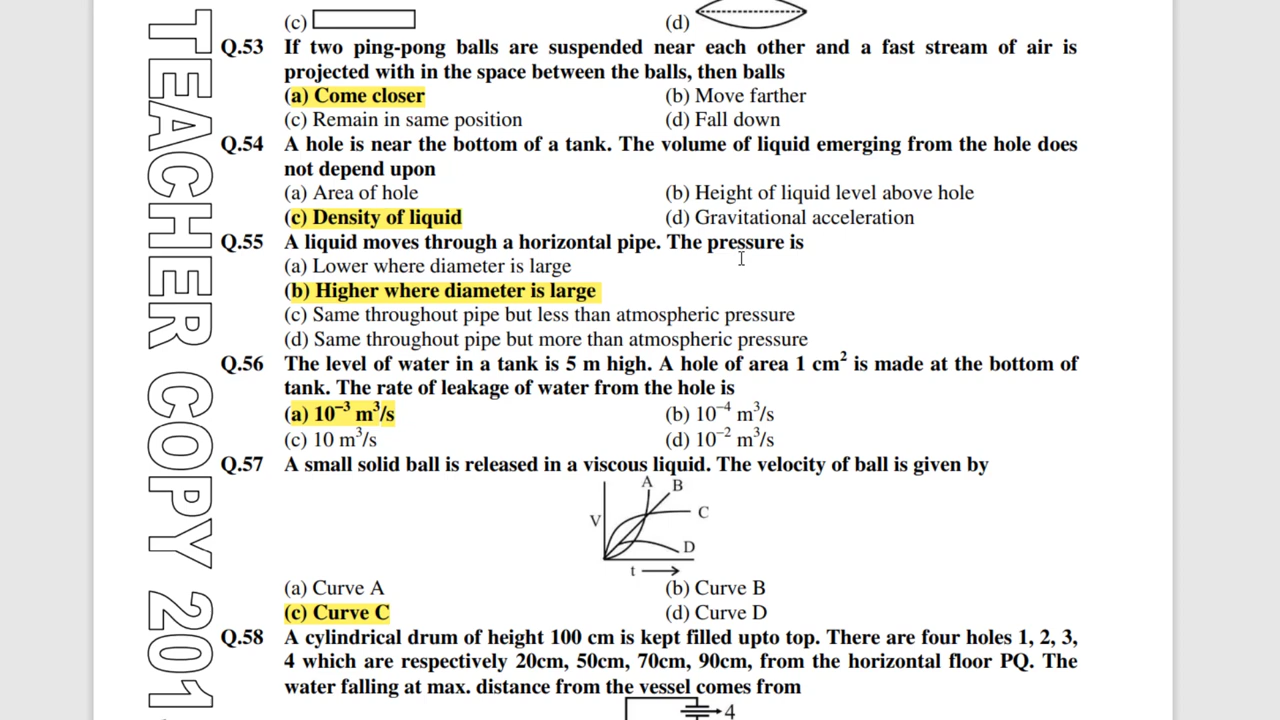 (c)
(d)
Q.53 If two ping-pong balls are suspended near each other and a fast stream of air is
projected with in the space between the balls, then balls
(a) Come closer (b) Move farther
(c) Remain in same position (d) Fall down
Q.54 A hole is near the bottom of a tank. The volume of liquid emerging from the hole does
not depend upon
(a) Area of hole (b) Height of liquid level above hole
(c) Density of liquid (d) Gravitational acceleration
Q.55 A liquid moves through a horizontal pipe. The pressure is
(a) Lower where diameter is large
(b) Higher where diameter is large
(c) Same throughout pipe but less than atmospheric pressure
(d) Same throughout pipe but more than atmospheric pressure
Q.56 The level of water in a tank is 5 m high. A hole of area 1 cm² is made at the bottom of
tank. The rate of leakage of water from the hole is
(a) 10⁻³ m³/s (b) 10⁻⁴ m³/s
(c) 10 m³/s (d) 10⁻² m³/s
Q.57 A small solid ball is released in a viscous liquid. The velocity of ball is given by
A B
V C
D
t
(a) Curve A (b) Curve B
(c) Curve C (d) Curve D
Q.58 A cylindrical drum of height 100 cm is kept filled upto top. There are four holes 1, 2, 3,
4 which are respectively 20cm, 50cm, 70cm, 90cm, from the horizontal floor PQ. The
water falling at max. distance from the vessel comes from
4
TEACHER COPY 201